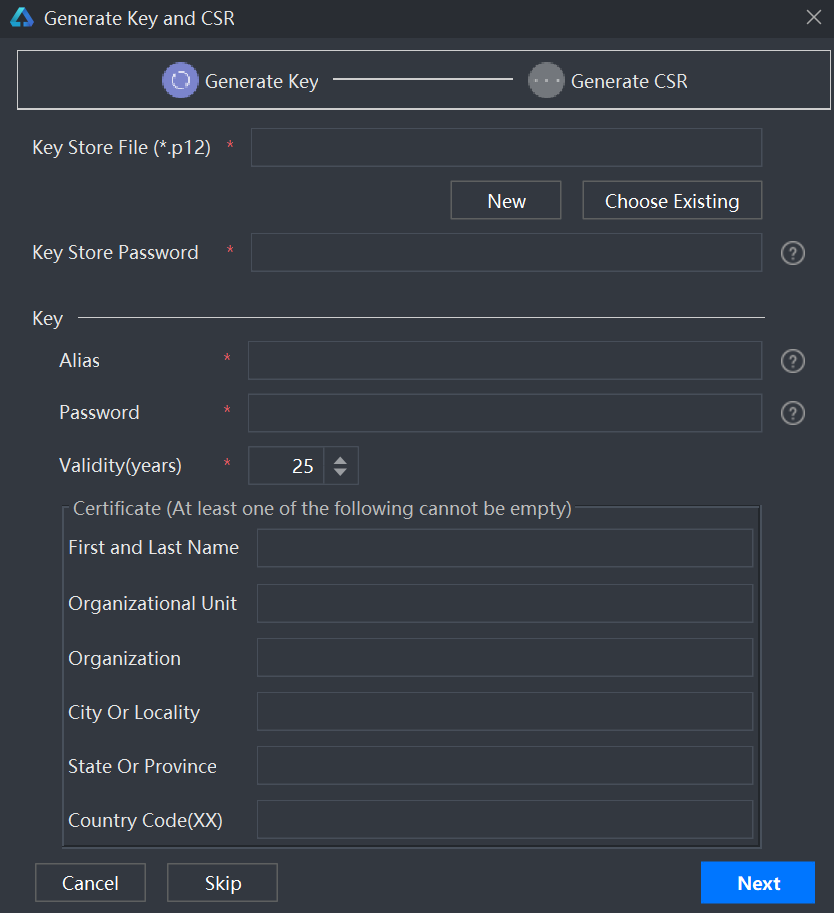 Generate Key and CSR
Generate Key
Generate CSR
Key Store File (*.p12) *
New
Choose Existing
Key Store Password *
?
Key
Alias *
?
Password *
?
Validity(years) * 25
Certificate (At least one of the following cannot be empty)
First and Last Name
Organizational Unit
Organization
City Or Locality
State Or Province
Country Code(XX)
Cancel
Skip
Next